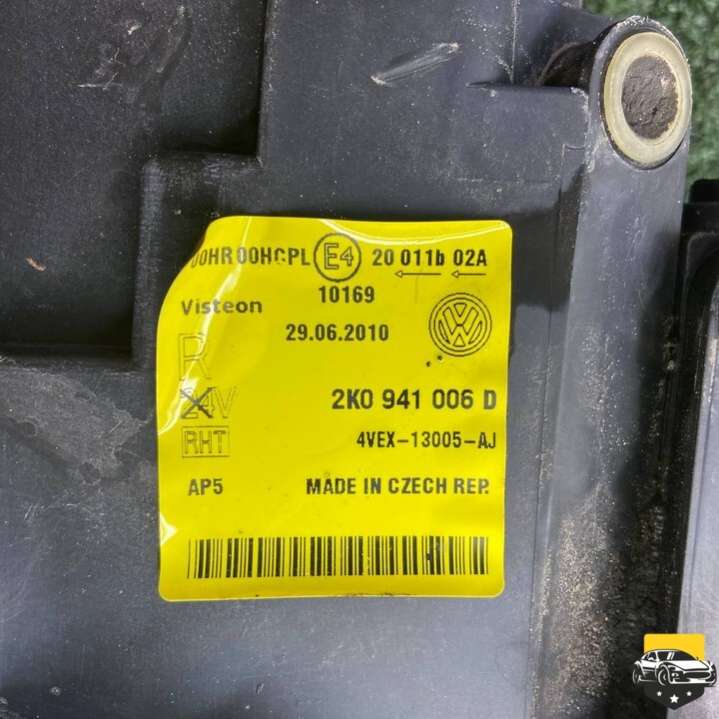 00HR 00HCPL E4 20 011b 02A
10169
Visteon
29.06.2010
R
24V
2K0 941 006 D
RHT
4VEX-13005-AJ
AP5 MADE IN CZECH REP.